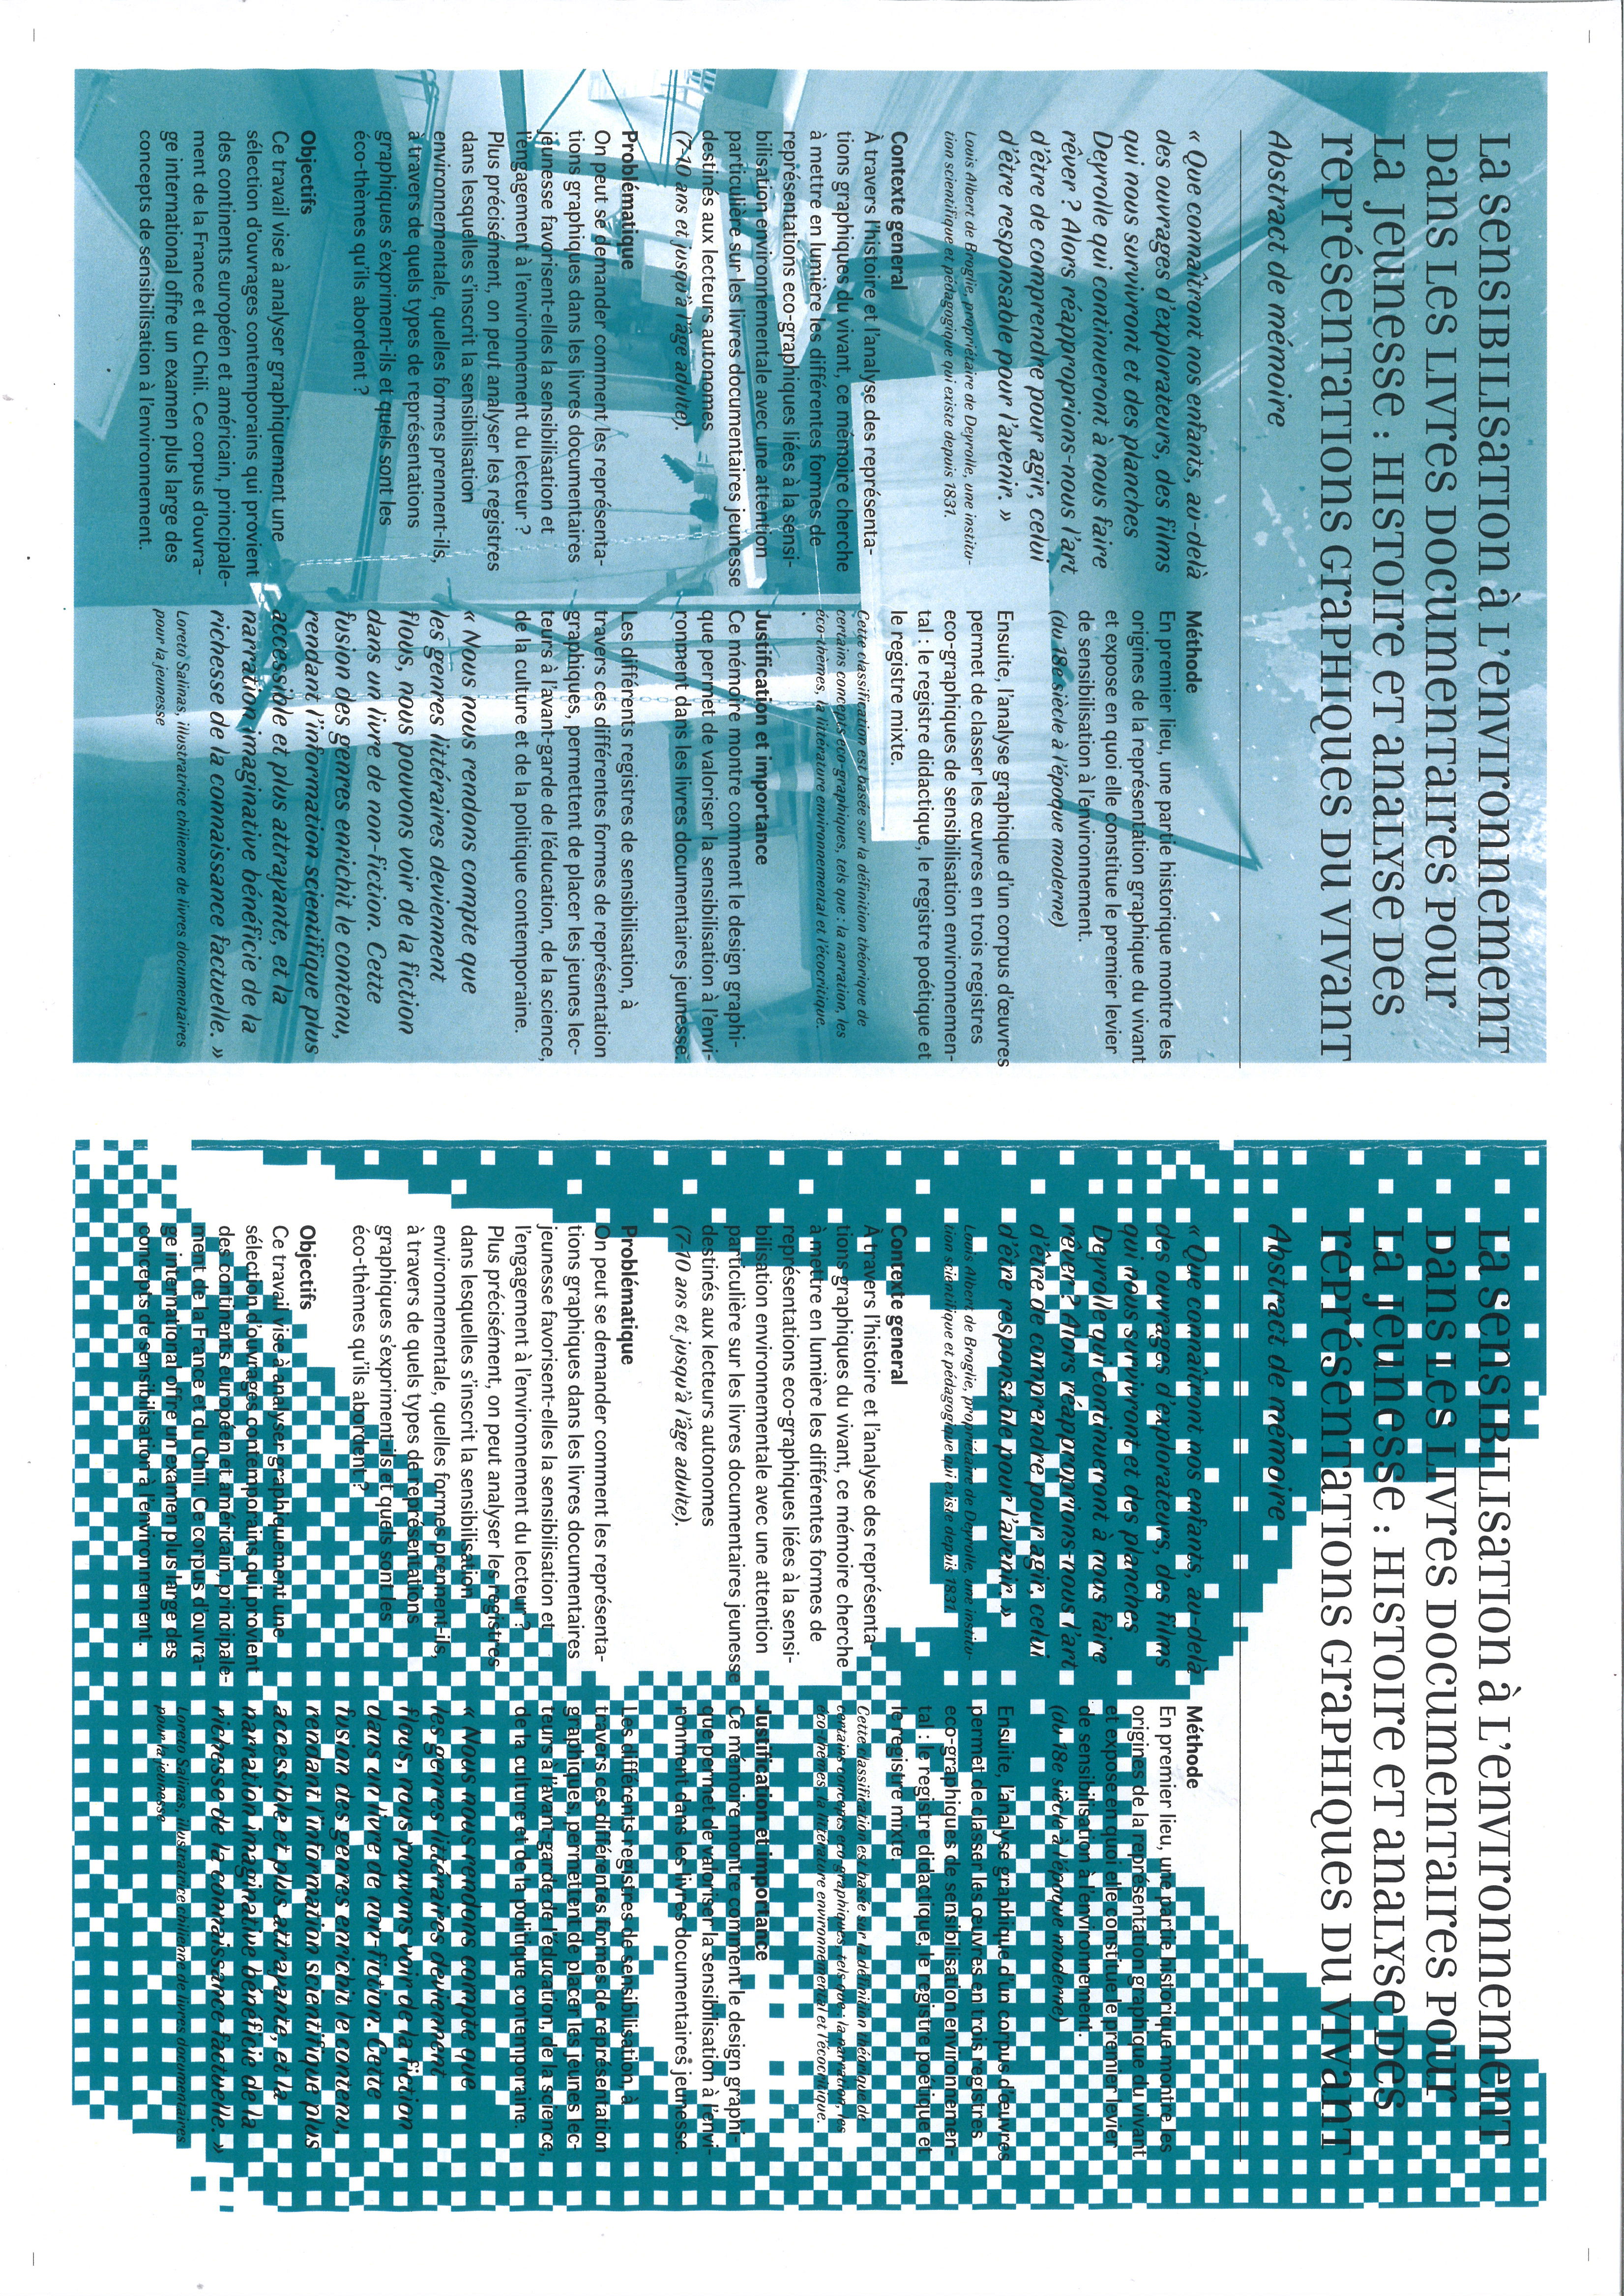 La sensibilisation à l'environnement
dans les livres documentaires pour
la jeunesse : histoire et analyse des
représentations graphiques du vivant
Abstract de mémoire
« Que connaîtront nos enfants, au-delà
des ouvrages d'explorateurs, des films
qui nous survivront et des planches
Deyrolle qui continueront à nous faire
rêver ? Alors réapproprions-nous l'art
d'être de comprendre pour agir, celui
d'être responsable pour l'avenir. »
Louis Albert de Broglie, propriétaire de Deyrolle, une institu-
tion scientifique et pédagogique qui existe depuis 1831.
Contexte general
À travers l'histoire et l'analyse des représenta-
tions graphiques du vivant, ce mémoire cherche
à mettre en lumière les différentes formes de
représentations eco-graphiques liées à la sensi-
bilisation environnementale avec une attention
particulière sur les livres documentaires jeunesse
destinés aux lecteurs autonomes
(7-10 ans et jusqu'à l'âge adulte).
Problématique
On peut se demander comment les représenta-
tions graphiques dans les livres documentaires
jeunesse favorisent-elles la sensibilisation et
l'engagement à l'environnement du lecteur ?
Plus précisément, on peut analyser les registres
dans lesquelles s'inscrit la sensibilisation
environnementale, quelles formes prennent-ils,
à travers de quels types de représentations
graphiques s'expriment-ils et quels sont les
éco-thèmes qu'ils abordent ?
Objectifs
Ce travail vise à analyser graphiquement une
sélection d'ouvrages contemporains qui provient
des continents européen et américain, principale-
ment de la France et du Chili. Ce corpus d'ouvra-
ge international offre un examen plus large des
concepts de sensibilisation à l'environnement.
Méthode
En premier lieu, une partie historique montre les
origines de la représentation graphique du vivant
et expose en quoi elle constitue le premier levier
de sensibilisation à l'environnement.
(du 18e siècle à l'époque moderne)
Ensuite, l'analyse graphique d'un corpus d'œuvres
permet de classer les œuvres en trois registres
eco-graphiques de sensibilisation environnemen-
tal : le registre didactique, le registre poétique et
le registre mixte.
Cette classification est basée sur la définition théorique de
certains concepts eco-graphiques, tels que : la narration, les
éco-thèmes, la littérature environnemental et l'écocritique.
Justification et importance
Ce mémoire montre comment le design graphi-
que permet de valoriser la sensibilisation à l'envi-
ronment dans les livres documentaires jeunesse.
Les différents registres de sensibilisation, à
travers ces différentes formes de représentation
graphiques, permettent de placer les jeunes lec-
teurs à l'avant-garde de l'éducation, de la science,
de la culture et de la politique contemporaine.
« Nous nous rendons compte que
les genres littéraires deviennent
flous, nous pouvons voir de la fiction
dans un livre de non-fiction. Cette
fusion des genres enrichit le contenu,
rendant l'information scientifique plus
accessible et plus attrayante, et la
narration imaginative bénéficie de la
richesse de la connaissance factuelle. »
Loreto Salinas, illustratrice chilienne de livres documentaires
pour la jeunesse
La sensibilisation à l'environnement
dans les livres documentaires pour
la jeunesse : histoire et analyse des
représentations graphiques du vivant
Abstract de mémoire
« Que connaîtront nos enfants, au-delà
des ouvrages d'explorateurs, des films
qui nous survivront et des planches
Deyrolle qui continueront à nous faire
rêver ? Alors réapproprions-nous l'art
d'être de comprendre pour agir, celui
d'être responsable pour l'avenir. »
Louis Albert de Broglie, propriétaire de Deyrolle, une institu-
tion scientifique et pédagogique qui existe depuis 1831.
Contexte general
À travers l'histoire et l'analyse des représenta-
tions graphiques du vivant, ce mémoire cherche
à mettre en lumière les différentes formes de
représentations eco-graphiques liées à la sensi-
bilisation environnementale avec une attention
particulière sur les livres documentaires jeunesse
destinés aux lecteurs autonomes
(7-10 ans et jusqu'à l'âge adulte).
Problématique
On peut se demander comment les représenta-
tions graphiques dans les livres documentaires
jeunesse favorisent-elles la sensibilisation et
l'engagement à l'environnement du lecteur ?
Plus précisément, on peut analyser les registres
dans lesquelles s'inscrit la sensibilisation
environnementale, quelles formes prennent-ils,
à travers de quels types de représentations
graphiques s'expriment-ils et quels sont les
éco-thèmes qu'ils abordent ?
Objectifs
Ce travail vise à analyser graphiquement une
sélection d'ouvrages contemporains qui provient
des continents européen et américain, principale-
ment de la France et du Chili. Ce corpus d'ouvra-
ge international offre un examen plus large des
concepts de sensibilisation à l'environnement.
Méthode
En premier lieu, une partie historique montre les
origines de la représentation graphique du vivant
et expose en quoi elle constitue le premier levier
de sensibilisation à l'environnement.
(du 18e siècle à l'époque moderne)
Ensuite, l'analyse graphique d'un corpus d'œuvres
permet de classer les œuvres en trois registres
eco-graphiques de sensibilisation environnemen-
tal : le registre didactique, le registre poétique et
le registre mixte.
Cette classification est basée sur la définition théorique de
certains concepts eco-graphiques, tels que : la narration, les
éco-thèmes, la littérature environnemental et l'écocritique.
Justification et importance
Ce mémoire montre comment le design graphi-
que permet de valoriser la sensibilisation à l'envi-
ronment dans les livres documentaires jeunesse.
Les différents registres de sensibilisation, à
travers ces différentes formes de représentation
graphiques, permettent de placer les jeunes lec-
teurs à l'avant-garde de l'éducation, de la science,
de la culture et de la politique contemporaine.
« Nous nous rendons compte que
les genres littéraires deviennent
flous, nous pouvons voir de la fiction
dans un livre de non-fiction. Cette
fusion des genres enrichit le contenu,
rendant l'information scientifique plus
accessible et plus attrayante, et la
narration imaginative bénéficie de la
richesse de la connaissance factuelle. »
Loreto Salinas, illustratrice chilienne de livres documentaires
pour la jeunesse